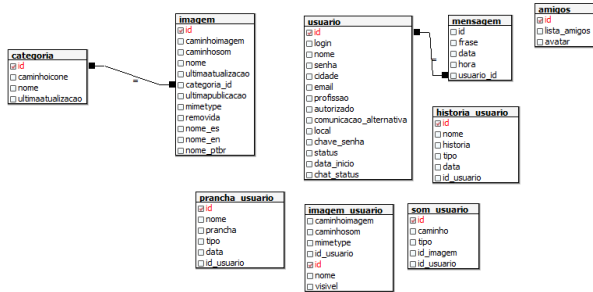 categoria
id
caminhoicone
nome
ultimaatualizacao
imagem
id
caminhoimagem
caminhosom
nome
ultimaatualizacao
categoria_id
ultimapublicacao
mimetype
removida
nome_es
nome_en
nome_ptbr
usuario
id
login
nome
senha
cidade
email
profissao
autorizado
comunicacao_alternativa
local
chave_senha
status
data_inicio
chat_status
mensagem
id
frase
data
hora
usuario_id
amigos
id
lista_amigos
avatar
historia_usuario
id
nome
historia
tipo
data
id_usuario
prancha_usuario
id
nome
prancha
tipo
data
id_usuario
imagem_usuario
caminhoimagem
caminhosom
mimetype
id_usuario
id
nome
visivel
som_usuario
id
caminho
tipo
id_imagem
id_usuario